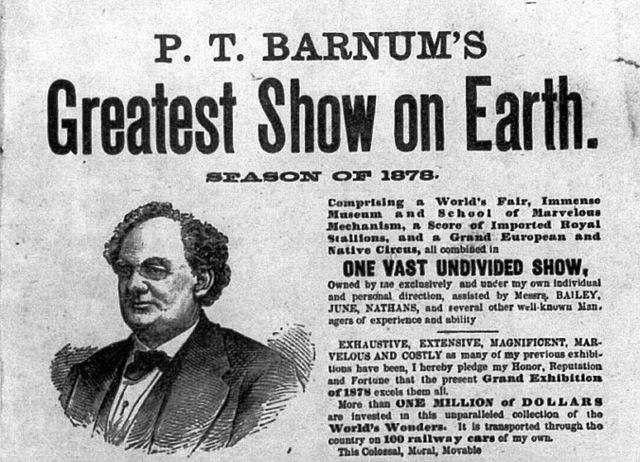 P. T. BARNUM'S
Greatest Show on Earth.
SEASON OF 1878.
Comprising a World's Fair, Immense
Museum and School of Marvelous
Mechanism, a Score of Imported Royal
Stallions, and a Grand European and
Native Circus, all combined in
ONE VAST UNDIVIDED SHOW,
Owned by me exclusively and under my own individual
and personal direction, assisted by Messrs. BAILEY,
JUNE, NATHANS, and several other well-known Man-
agers of experience and ability
EXHAUSTIVE, EXTENSIVE, MAGNIFICENT, MAR-
VELOUS AND COSTLY as many of my previous exhibi-
tions have been, I hereby pledge my Honor, Reputation
and Fortune that the present Grand Exhibition
of 1878 excels them all.
More than ONE MILLION of DOLLARS
are invested in this unparalleled collection of the
World's Wonders. It is transported through the
country on 100 railway cars of my own.
This Colossal, Moral, Movable